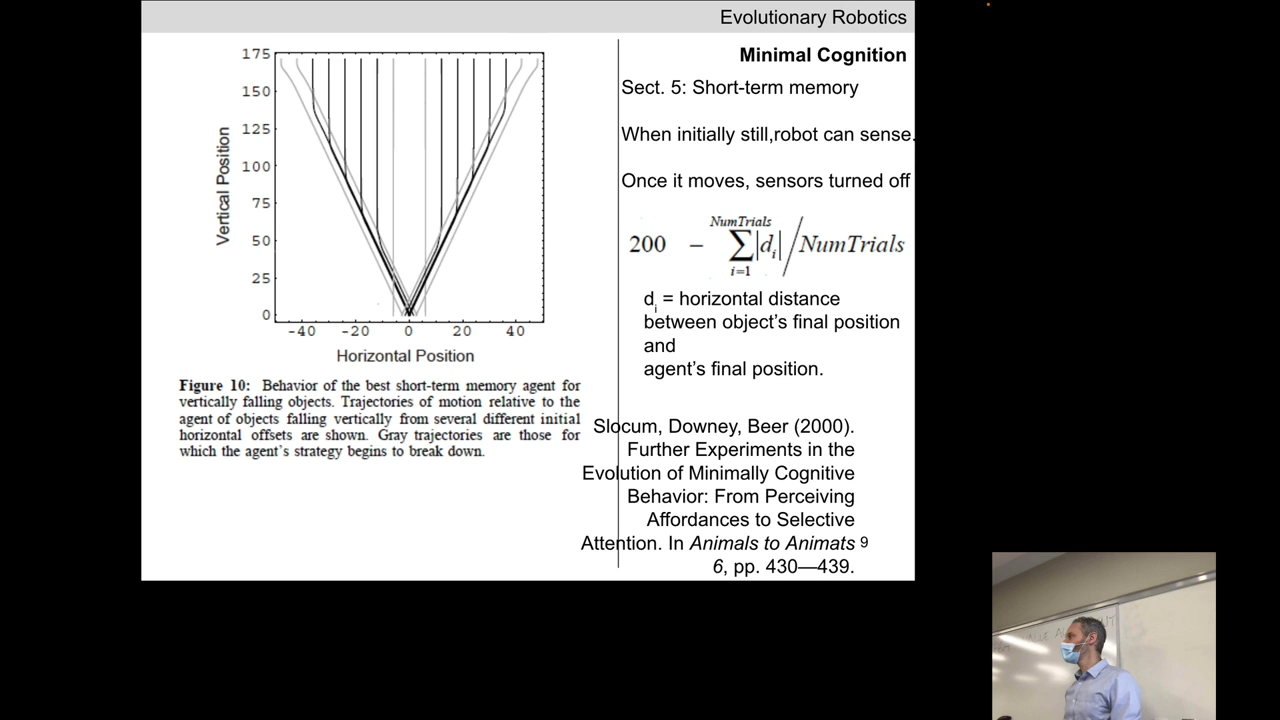 Evolutionary Robotics
175
150
125
100
75
50
25
0
Vertical Position
-40 -20 0 20 40
Horizontal Position
Figure 10: Behavior of the best short-term memory agent for
vertically falling objects. Trajectories of motion relative to the
agent of objects falling vertically from several different initial
horizontal offsets are shown. Gray trajectories are those for
which the agent's strategy begins to break down.
Minimal Cognition
Sect. 5: Short-term memory
When initially still,robot can sense.
Once it moves, sensors turned off
NumTrials
200 – ∑|di| / NumTrials
i=1
di = horizontal distance
between object's final position
and
agent's final position.
Slocum, Downey, Beer (2000).
Further Experiments in the
Evolution of Minimally Cognitive
Behavior: From Perceiving
Affordances to Selective
Attention. In Animals to Animats
6, pp. 430—439.
9